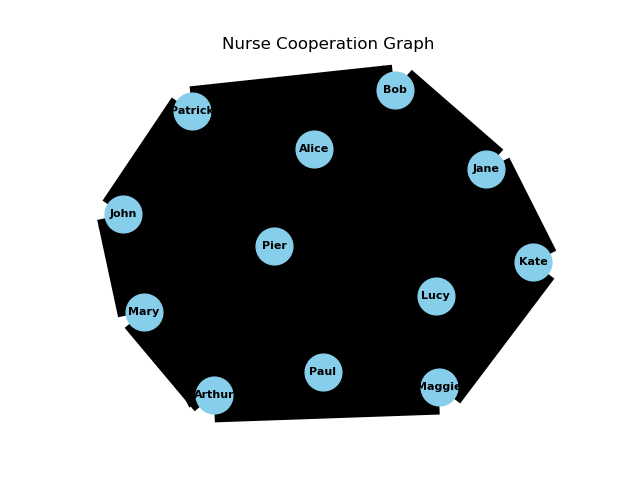 Nurse Cooperation Graph
Bob
Patrick
Alice
Jane
John
Pier
Kate
Lucy
Mary
Paul
Maggie
Arthur